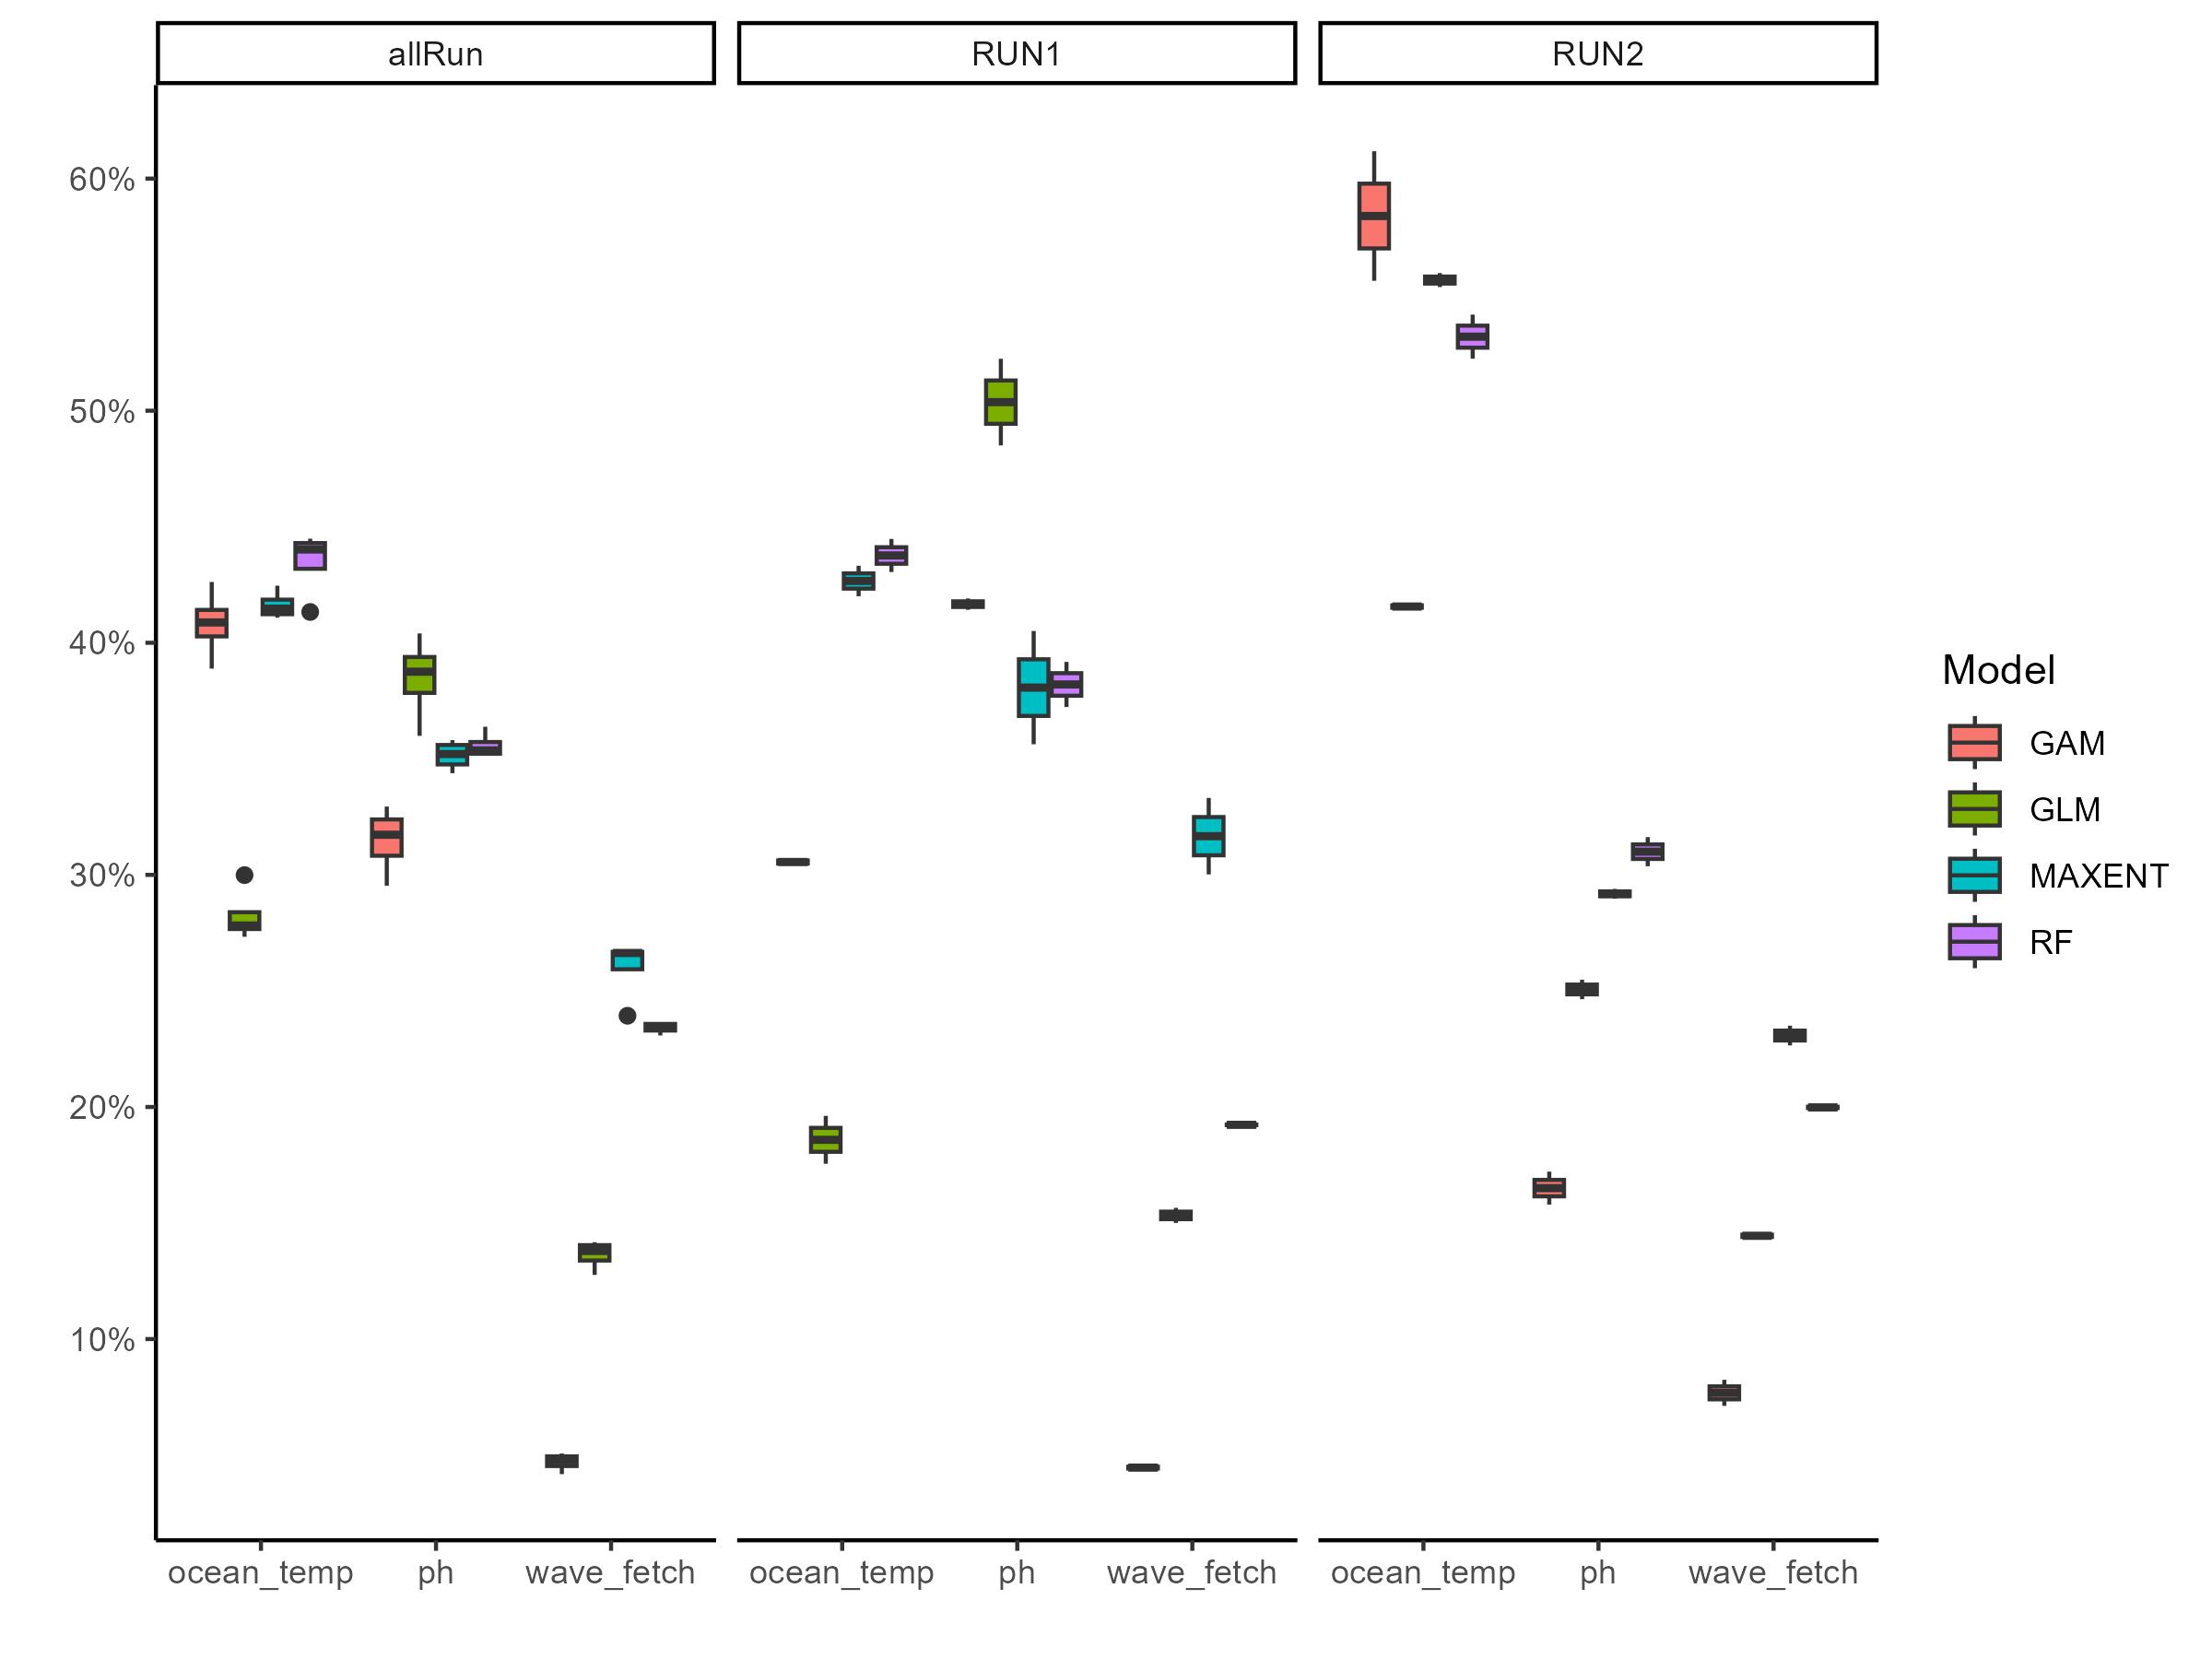 allRun RUN1 RUN2
60%
50%
40%
30%
20%
10%
ocean_temp ph wave_fetch ocean_temp ph wave_fetch ocean_temp ph wave_fetch
Model
GAM
GLM
MAXENT
RF